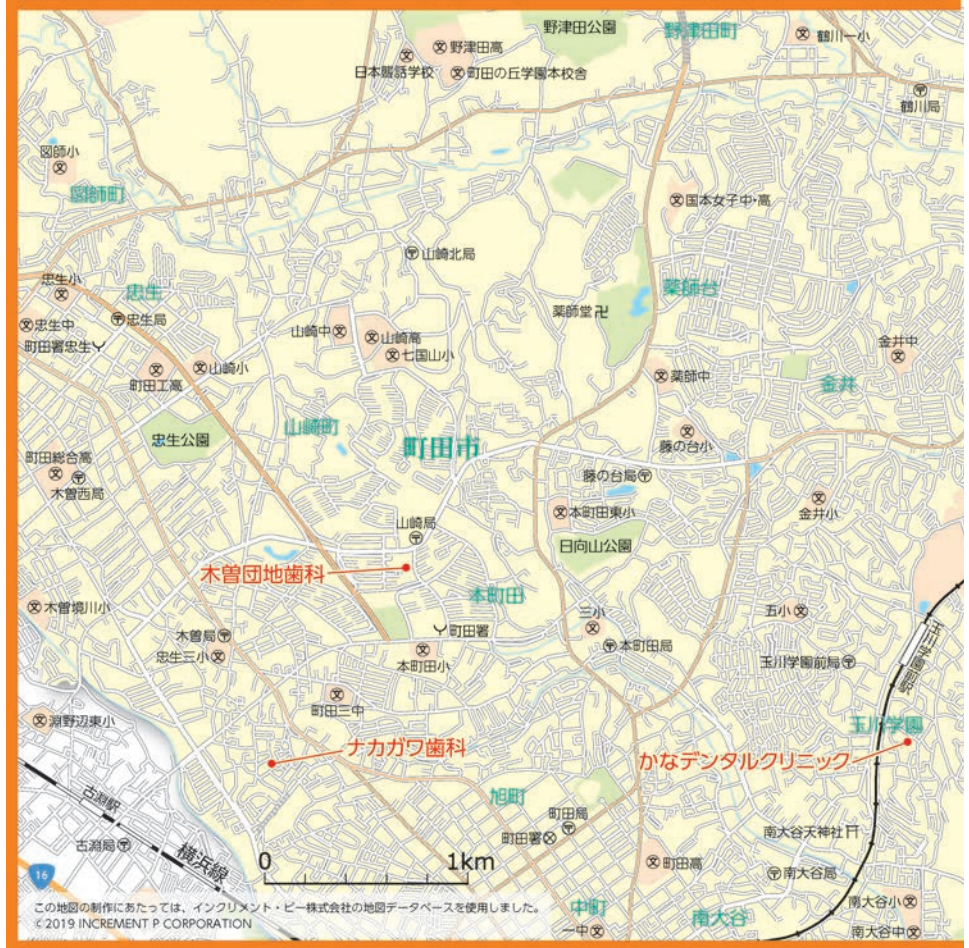 野津田公園
野津田町
鶴川一小
野津田高
日本聾話学校
町田の丘学園本校舎
鶴川局
図師小
図師町
国本女子中・高
山崎北局
忠生小
忠生
薬師台
忠生局
薬師堂
忠生中
山崎中
山崎高
七国山小
町田署忠生
山崎小
金井中
町田工高
薬師中
金井
忠生公園
山崎町
町田市
藤の台小
町田総合高
木曽西局
藤の台局
本町田東小
金井小
山崎局
日向山公園
木曽団地歯科
本町田
木曽境川小
三小
五小
木曽局
町田署
本町田局
忠生三小
本町田小
玉川学園前局
玉川学園前駅
町田三中
淵野辺東小
玉川学園
ナカガワ歯科
かなデンタルクリニック
古淵駅
旭町
町田局
町田署
南大谷天神社
古淵局
横浜線
0 1km
町田高
南大谷局
16
南大谷小
中町
南大谷
一中
南大谷中
この地図の制作にあたっては、インクリメント・ピー株式会社の地図データベースを使用しました。
©2019 INCREMENT P CORPORATION